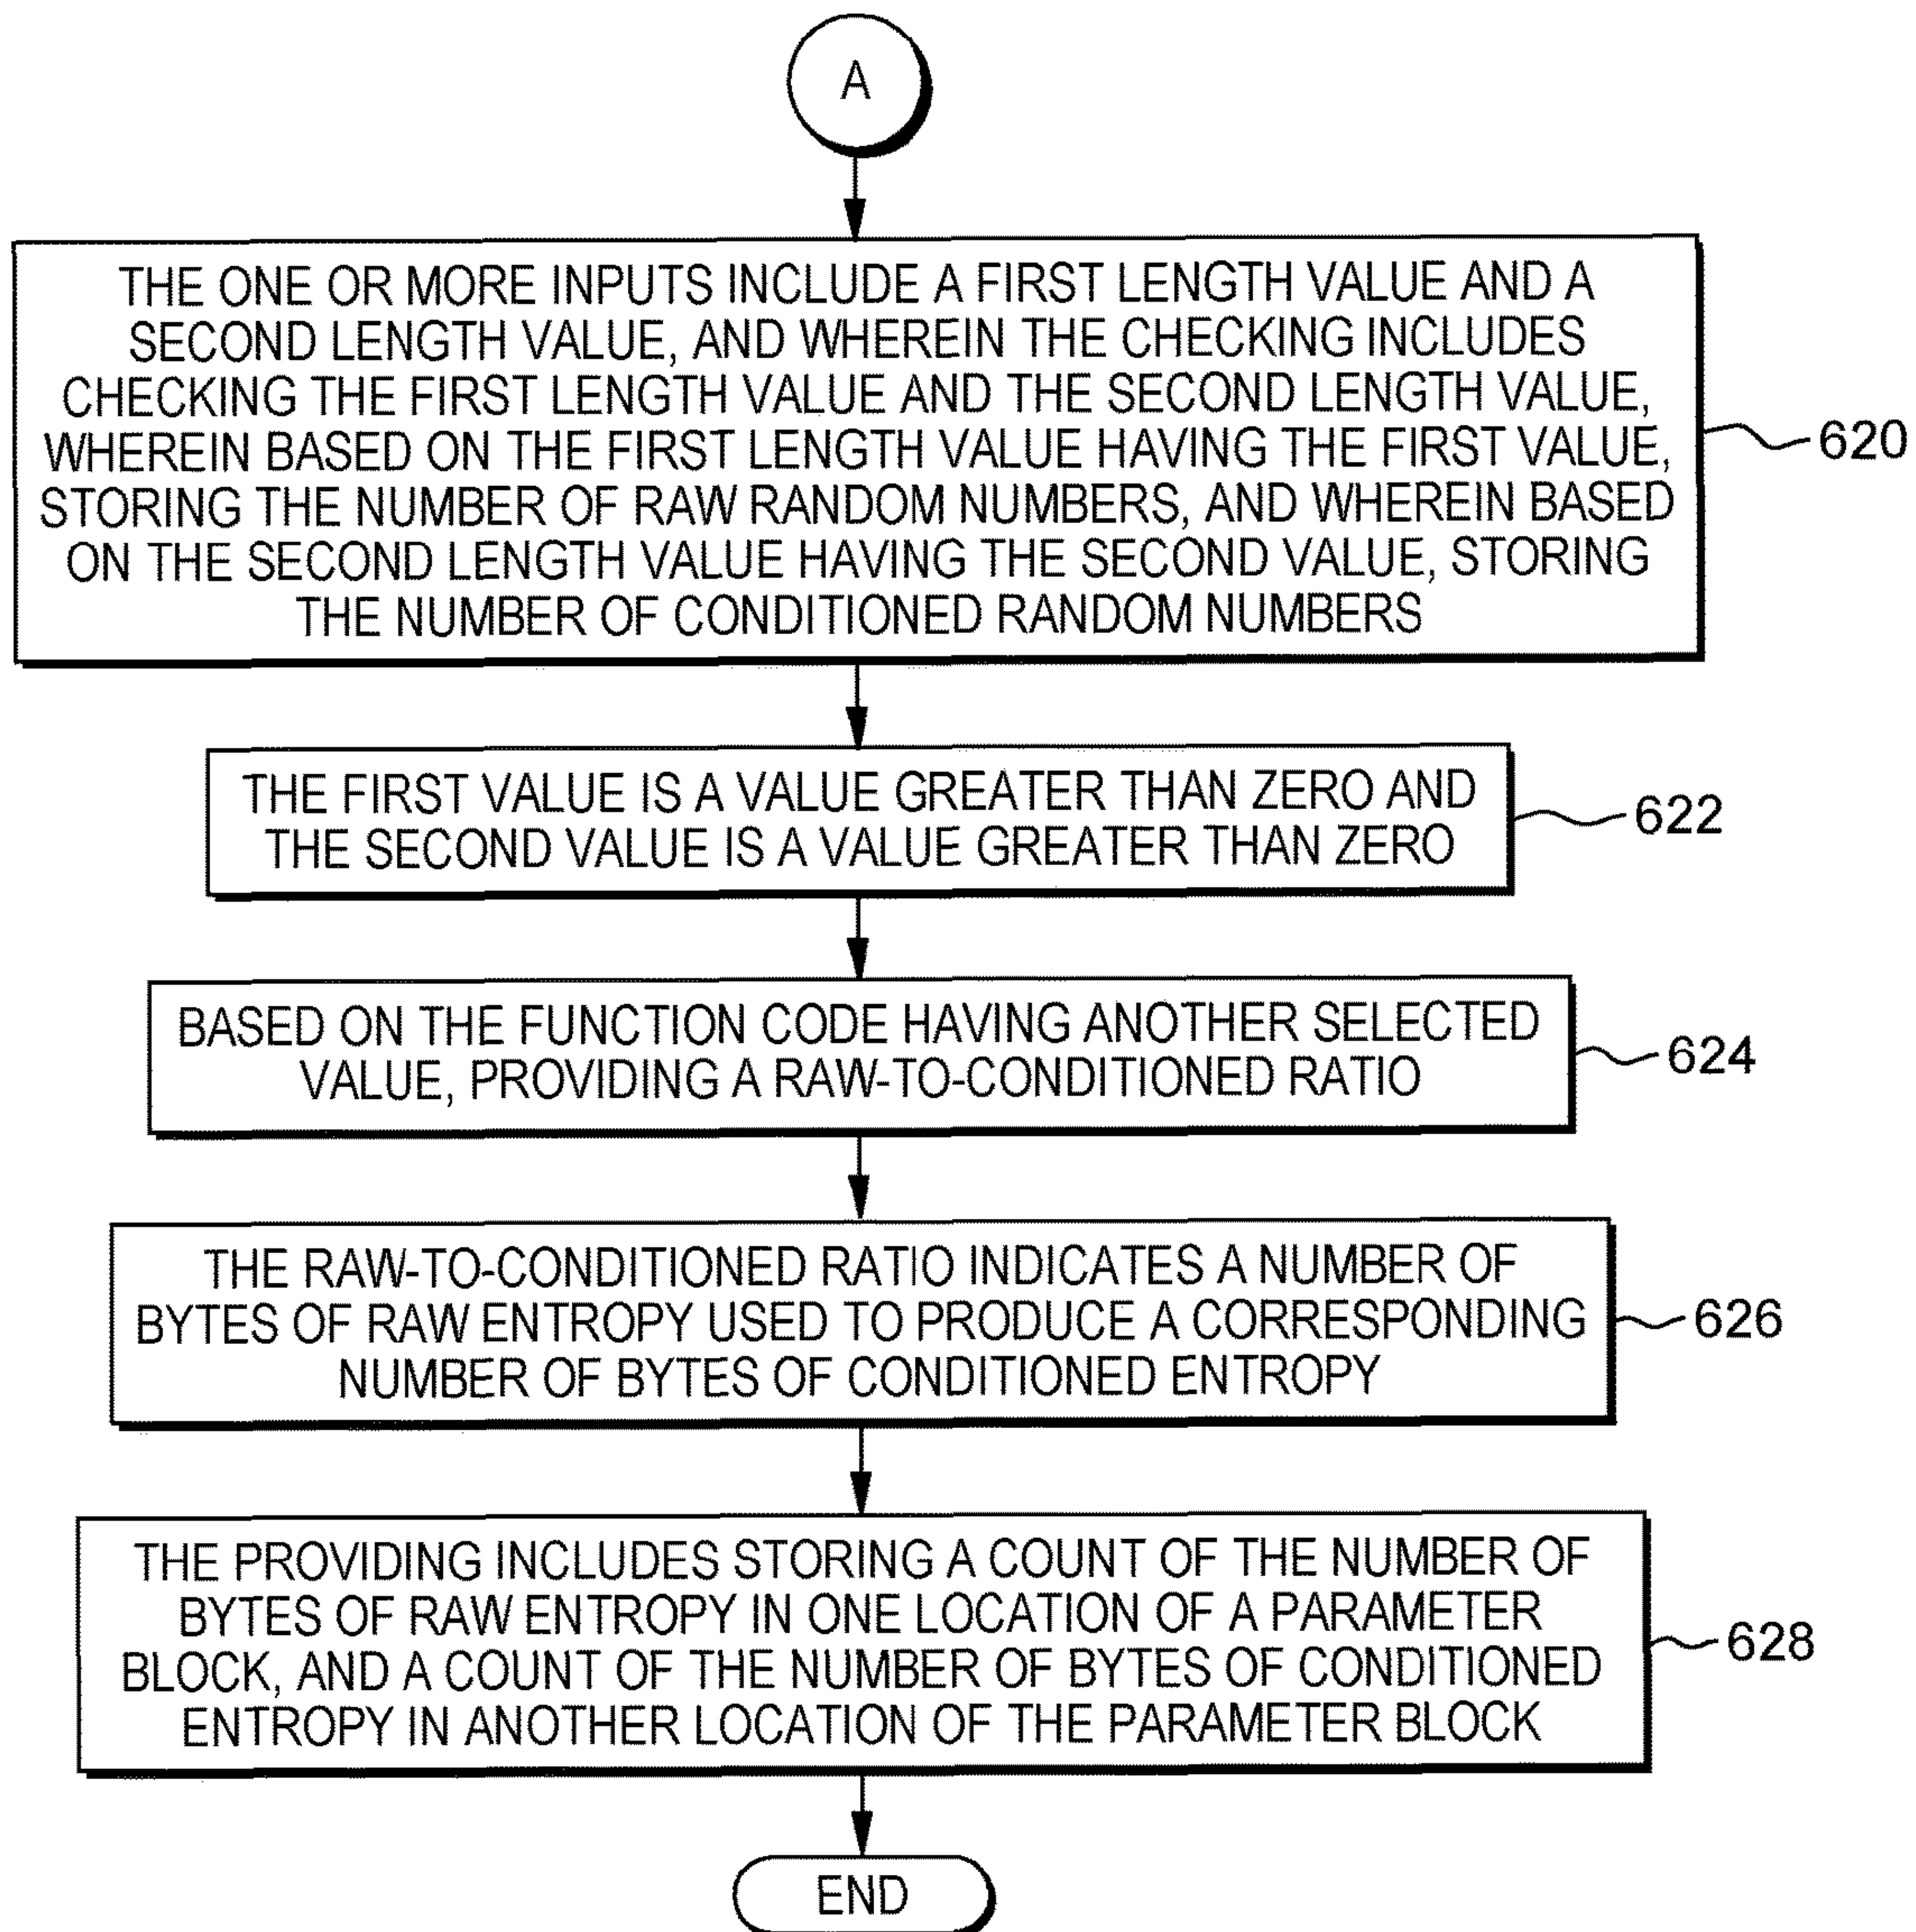 A
THE ONE OR MORE INPUTS INCLUDE A FIRST LENGTH VALUE AND A
SECOND LENGTH VALUE, AND WHEREIN THE CHECKING INCLUDES
CHECKING THE FIRST LENGTH VALUE AND THE SECOND LENGTH VALUE,
WHEREIN BASED ON THE FIRST LENGTH VALUE HAVING THE FIRST VALUE,
STORING THE NUMBER OF RAW RANDOM NUMBERS, AND WHEREIN BASED
ON THE SECOND LENGTH VALUE HAVING THE SECOND VALUE, STORING
THE NUMBER OF CONDITIONED RANDOM NUMBERS
620
THE FIRST VALUE IS A VALUE GREATER THAN ZERO AND
THE SECOND VALUE IS A VALUE GREATER THAN ZERO
622
BASED ON THE FUNCTION CODE HAVING ANOTHER SELECTED
VALUE, PROVIDING A RAW-TO-CONDITIONED RATIO
624
THE RAW-TO-CONDITIONED RATIO INDICATES A NUMBER OF
BYTES OF RAW ENTROPY USED TO PRODUCE A CORRESPONDING
NUMBER OF BYTES OF CONDITIONED ENTROPY
626
THE PROVIDING INCLUDES STORING A COUNT OF THE NUMBER OF
BYTES OF RAW ENTROPY IN ONE LOCATION OF A PARAMETER
BLOCK, AND A COUNT OF THE NUMBER OF BYTES OF CONDITIONED
ENTROPY IN ANOTHER LOCATION OF THE PARAMETER BLOCK
628
END